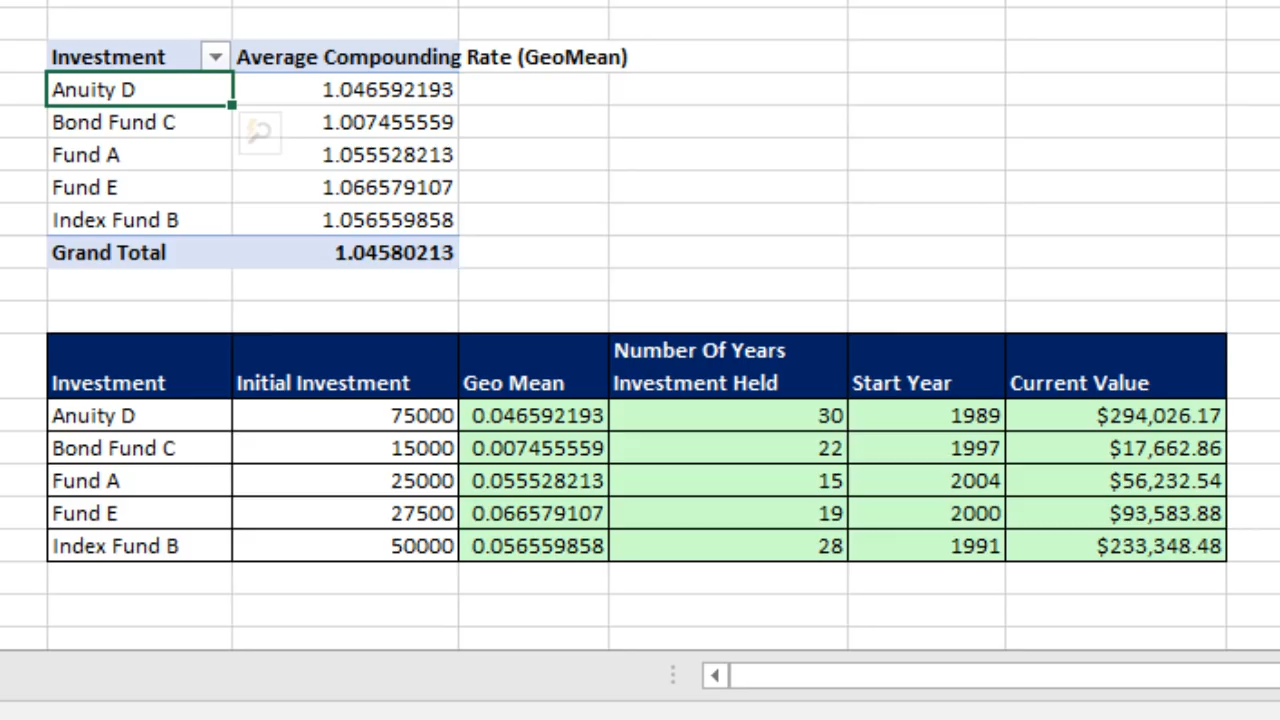 Investment Average Compounding Rate (GeoMean)
Anuity D 1.046592193
Bond Fund C 1.007455559
Fund A 1.055528213
Fund E 1.066579107
Index Fund B 1.056559858
Grand Total 1.04580213
Number Of Years
Investment Initial Investment Geo Mean Investment Held Start Year Current Value
Anuity D 75000 0.046592193 30 1989 $294,026.17
Bond Fund C 15000 0.007455559 22 1997 $17,662.86
Fund A 25000 0.055528213 15 2004 $56,232.54
Fund E 27500 0.066579107 19 2000 $93,583.88
Index Fund B 50000 0.056559858 28 1991 $233,348.48